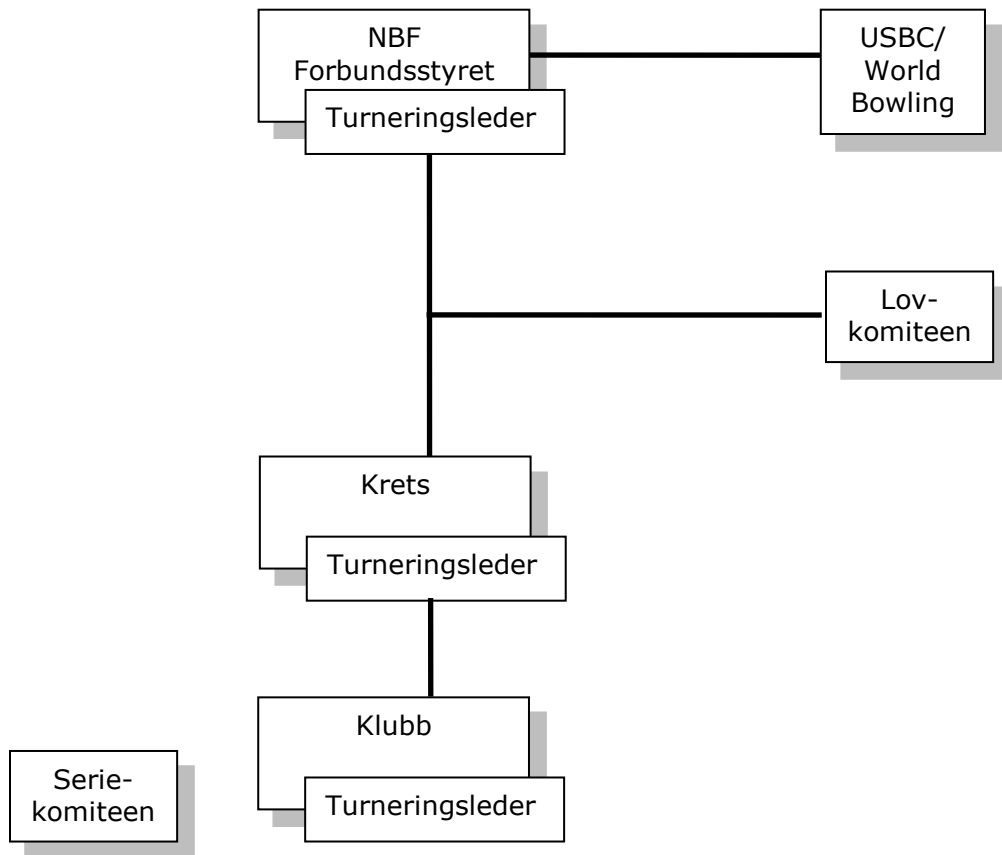 NBF
Forbundsstyret
Turneringsleder
USBC/
World
Bowling
Lov-
komiteen
Krets
Turneringsleder
Klubb
Turneringsleder
Serie-
komiteen